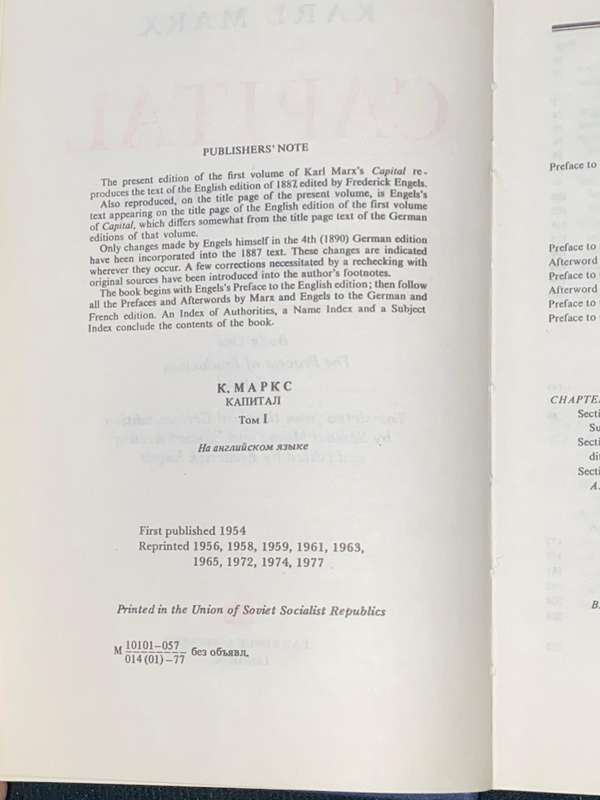 PUBLISHERS' NOTE
The present edition of the first volume of Karl Marx's Capital re-
produces the text of the English edition of 1887, edited by Frederick Engels.
Also reproduced, on the title page of the present volume, is Engels's
text appearing on the title page of the English edition of the first volume
of Capital, which differs somewhat from the title page text of the German
editions of that volume.
Only changes made by Engels himself in the 4th (1890) German edition
have been incorporated into the 1887 text. These changes are indicated
wherever they occur. A few corrections necessitated by a rechecking with
original sources have been introduced into the author's footnotes.
The book begins with Engels's Preface to the English edition; then follow
all the Prefaces and Afterwords by Marx and Engels to the German and
French edition. An Index of Authorities, a Name Index and a Subject
Index conclude the contents of the book.
К. МАРКС
КАПИТАЛ
Том I
На английском языке
First published 1954
Reprinted 1956, 1958, 1959, 1961, 1963,
1965, 1972, 1974, 1977
Printed in the Union of Soviet Socialist Republics
М 10101–057
014(01)–77 без объявл.
Preface to
Preface to
Afterword
Preface to
Afterword
Preface to
Preface to
CHAPTE
Secti
Su
Secti
di
Secti
A.
B.